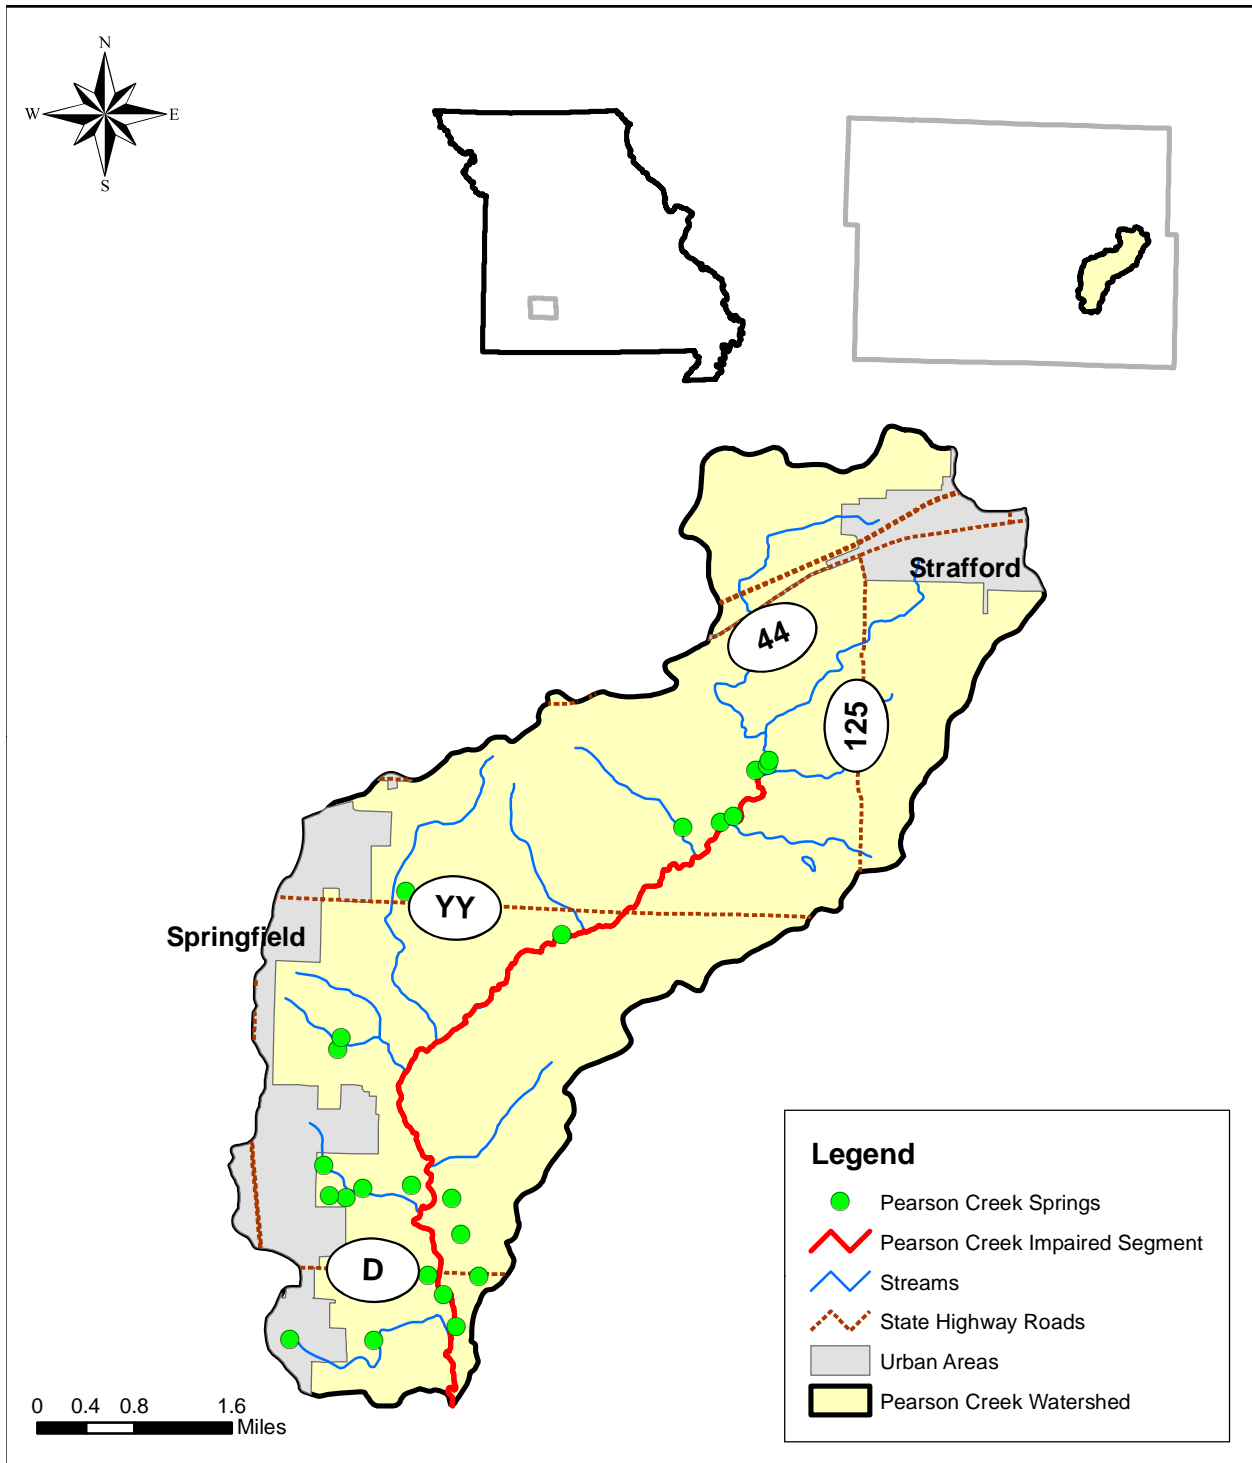 N
W E
S
Strafford
44
125
YY
Springfield
D
Legend
Pearson Creek Springs
Pearson Creek Impaired Segment
Streams
State Highway Roads
Urban Areas
Pearson Creek Watershed
0 0.4 0.8 1.6
Miles